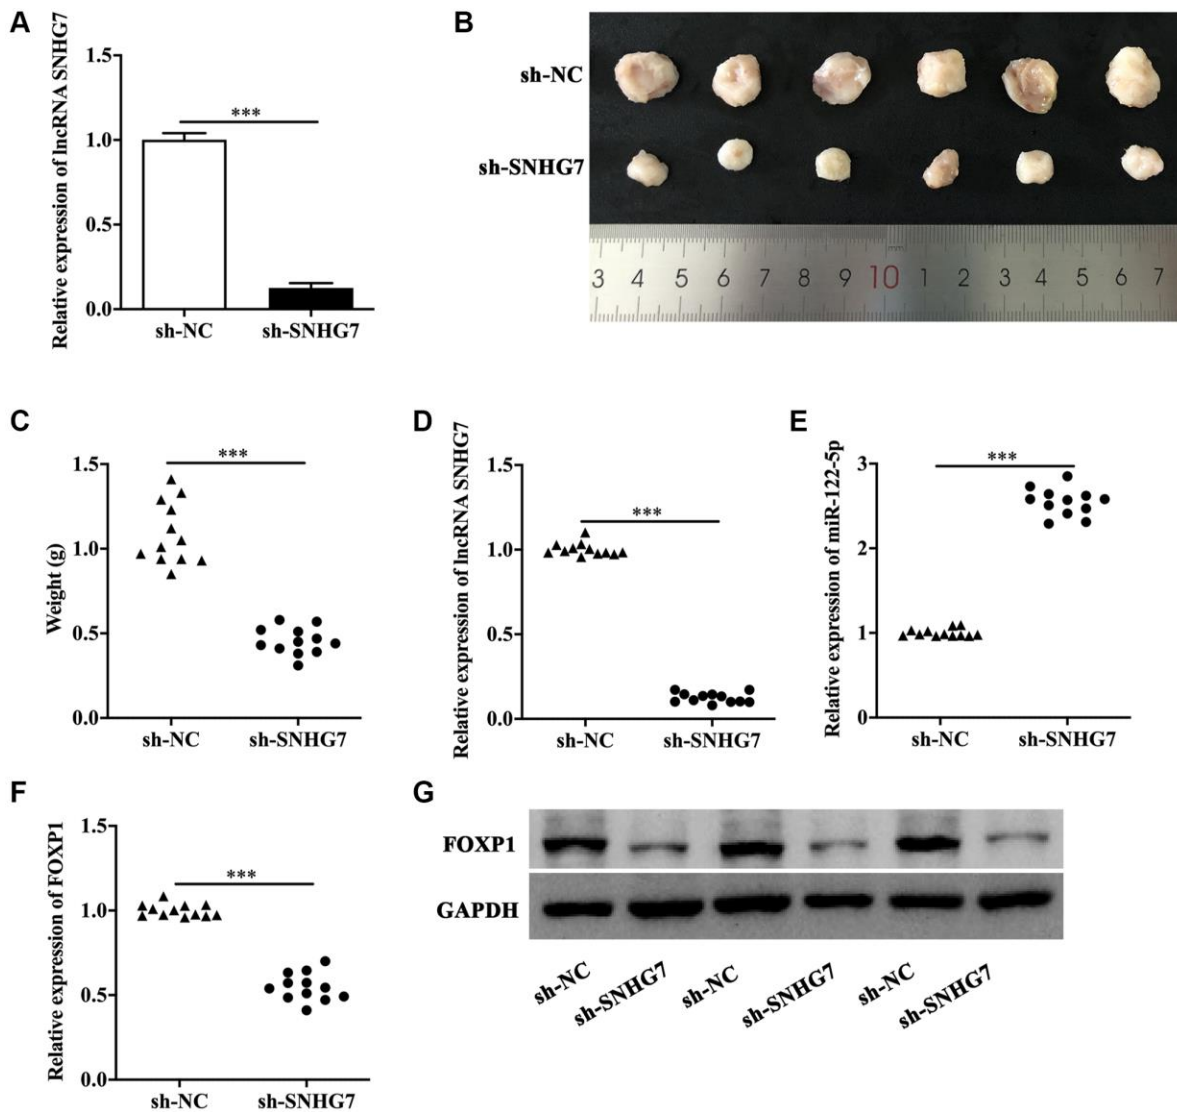 A
Relative expression of lncRNA SNHG7
1.5
1.0
0.5
0.0
***
sh-NC
sh-SNHG7
B
sh-NC
sh-SNHG7
3 4 5 6 7 8 9 10 1 2 3 4 5 6 7
C
Weight (g)
1.5
1.0
0.5
0.0
***
sh-NC
sh-SNHG7
D
Relative expression of lncRNA SNHG7
1.5
1.0
0.5
0.0
***
sh-NC
sh-SNHG7
E
Relative expression of miR-122-5p
3
2
1
0
***
sh-NC
sh-SNHG7
F
Relative expression of FOXP1
1.5
1.0
0.5
0.0
***
sh-NC
sh-SNHG7
G
FOXP1
GAPDH
sh-NC
sh-SNHG7
sh-NC
sh-SNHG7
sh-NC
sh-SNHG7